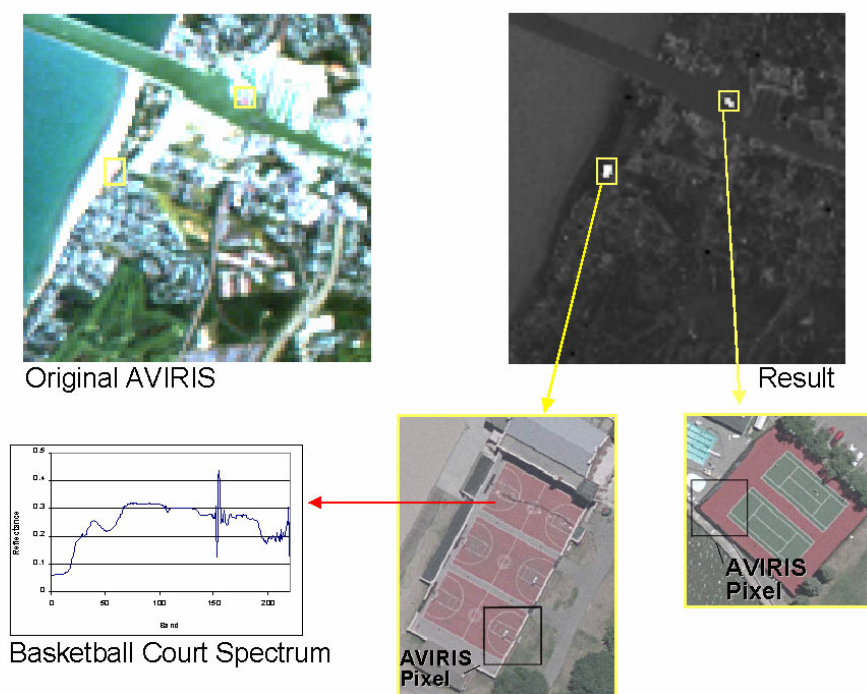 Original AVIRIS
Result
0.5
0.4
0.3
0.2
0.1
0
Reflectance
0 50 100 150 200
Band
Basketball Court Spectrum
AVIRIS
Pixel
AVIRIS
Pixel